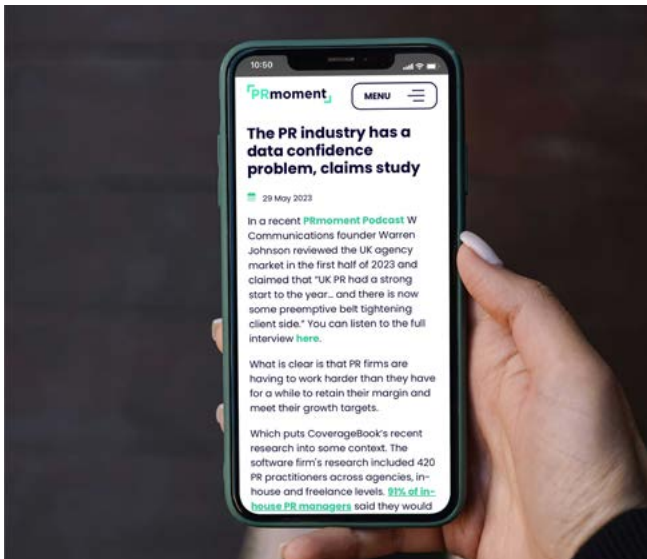 10:50
PRmoment
MENU
The PR industry has a
data confidence
problem, claims study
29 May 2023
In a recent PRmoment Podcast W
Communications founder Warren
Johnson reviewed the UK agency
market in the first half of 2023 and
claimed that “UK PR had a strong
start to the year… and there is now
some preemptive belt tightening
client side.” You can listen to the full
interview here.
What is clear is that PR firms are
having to work harder than they have
for a while to retain their margin and
meet their growth targets.
Which puts CoverageBook’s recent
research into some context. The
software firm’s research included 420
PR practitioners across agencies, in-
house and freelance levels. 91% of in-
house PR managers said they would